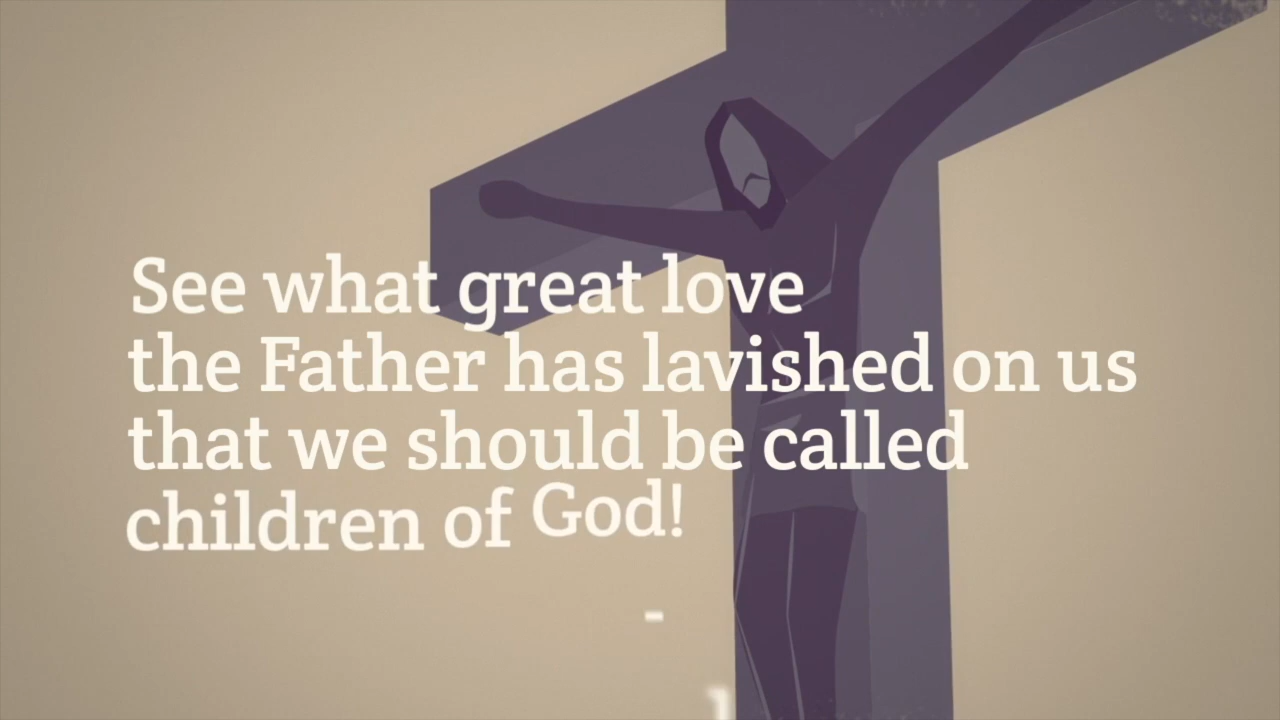 See what great love
the Father has lavished on us
that we should be called
children of God!
-